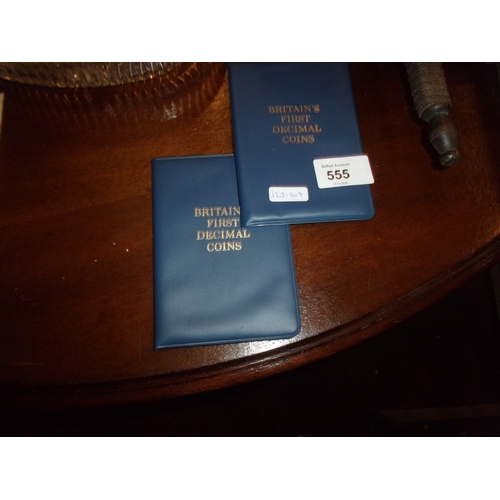 BRITAIN'S
FIRST
DECIMAL
COINS
555
BRITAIN'S
FIRST
DECIMAL
COINS